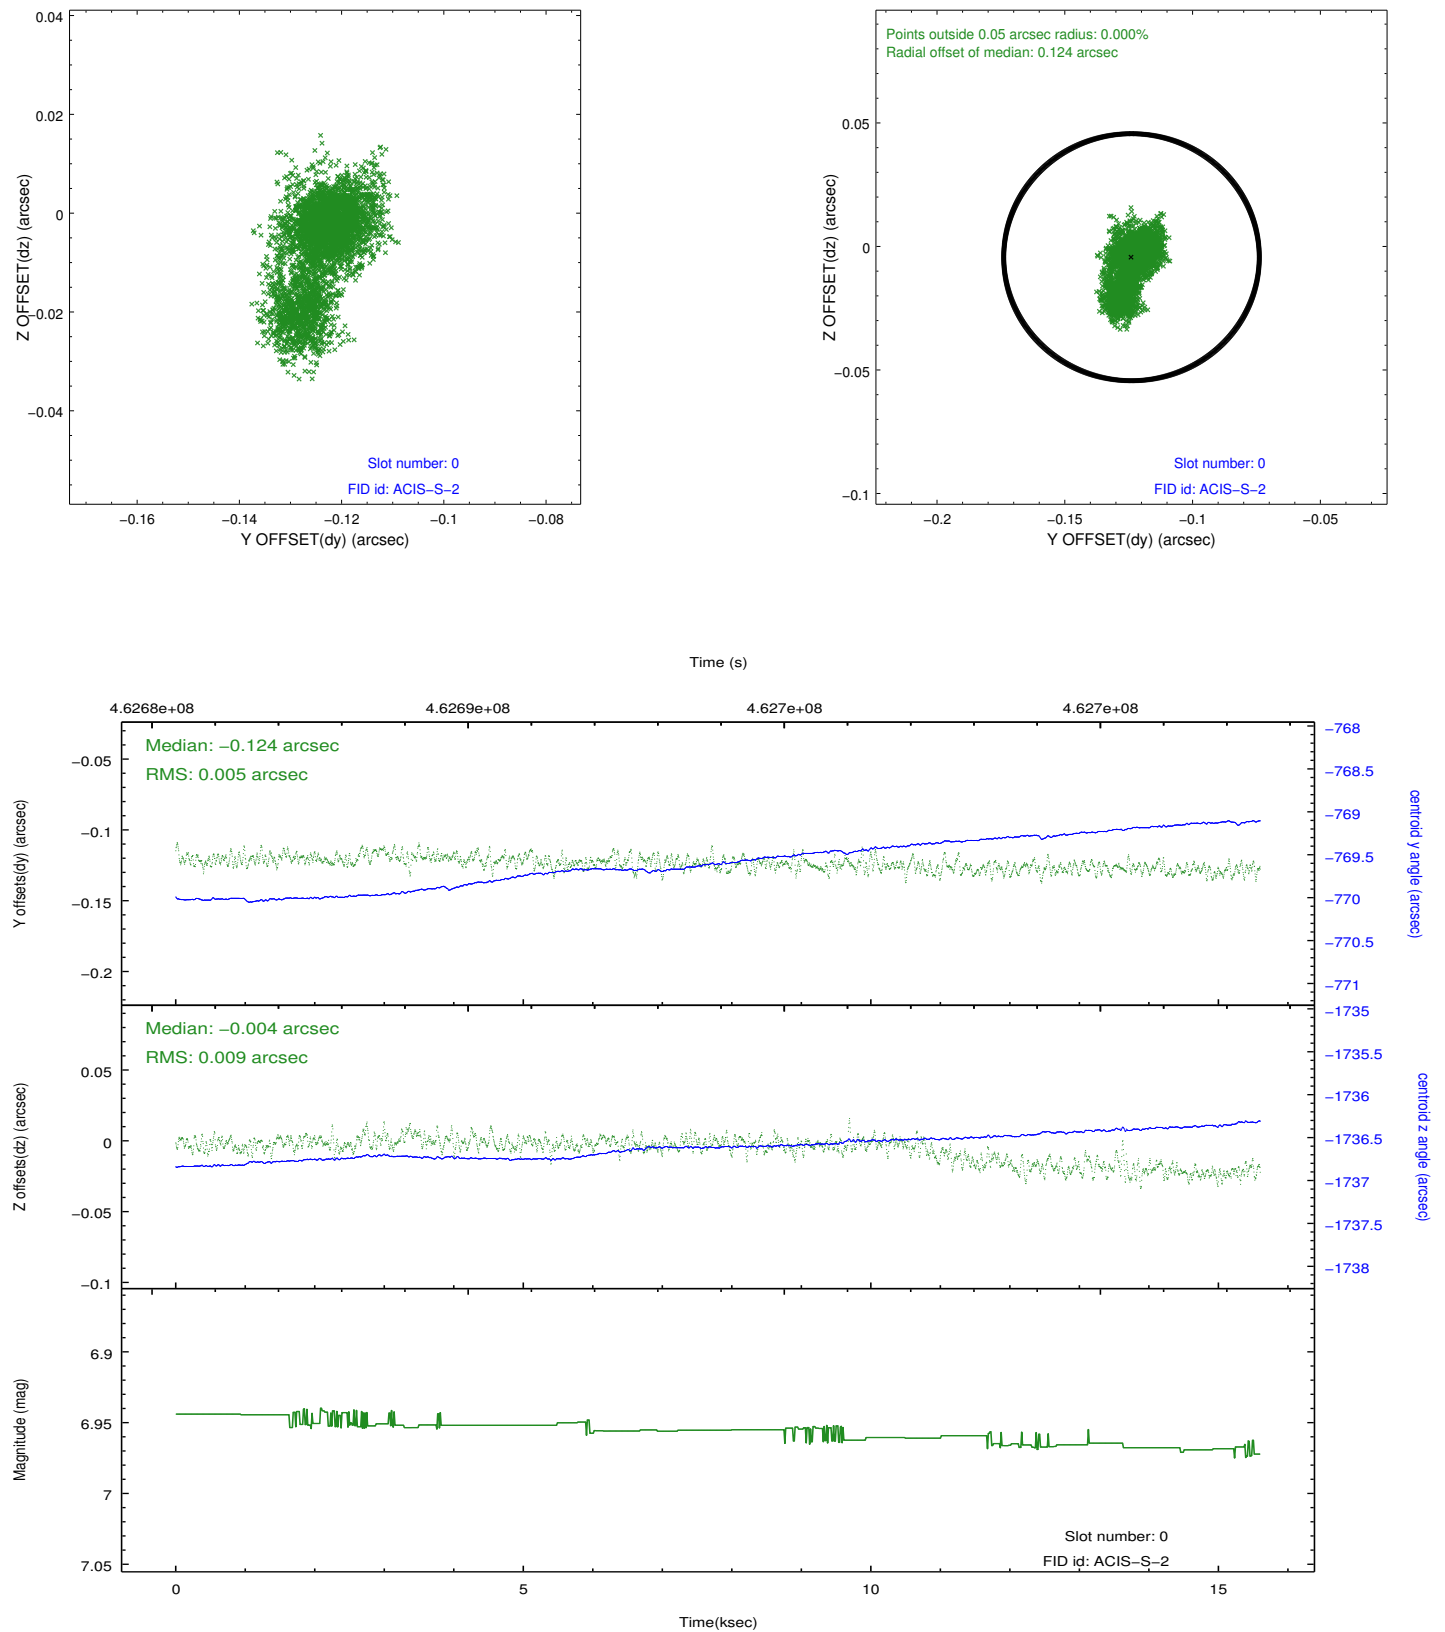 0.04
0.02
0
−0.02
−0.04
Z OFFSET(dz) (arcsec)
Slot number: 0
FID id: ACIS−S−2
−0.16
−0.14
−0.12
−0.1
−0.08
Y OFFSET(dy) (arcsec)
Points outside 0.05 arcsec radius: 0.000%
Radial offset of median: 0.124 arcsec
0.05
0
−0.05
−0.1
Z OFFSET(dz) (arcsec)
Slot number: 0
FID id: ACIS−S−2
−0.2
−0.15
−0.1
−0.05
Y OFFSET(dy) (arcsec)
Time (s)
4.6268e+08
4.6269e+08
4.627e+08
4.627e+08
Median: −0.124 arcsec
RMS: 0.005 arcsec
−0.05
−0.1
−0.15
−0.2
Y offsets(dy) (arcsec)
−768
−768.5
−769
−769.5
−770
−770.5
−771
centroid y angle (arcsec)
Median: −0.004 arcsec
RMS: 0.009 arcsec
0.05
0
−0.05
−0.1
Z offsets(dz) (arcsec)
−1735
−1735.5
−1736
−1736.5
−1737
−1737.5
−1738
centroid z angle (arcsec)
6.9
6.95
7
7.05
Magnitude (mag)
Slot number: 0
FID id: ACIS−S−2
0
5
10
15
Time(ksec)